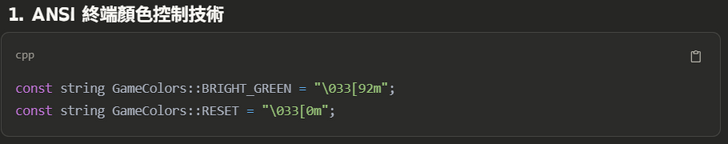 1. ANSI 終端顏色控制技術
cpp
const string GameColors::BRIGHT_GREEN = "\033[92m";
const string GameColors::RESET = "\033[0m";